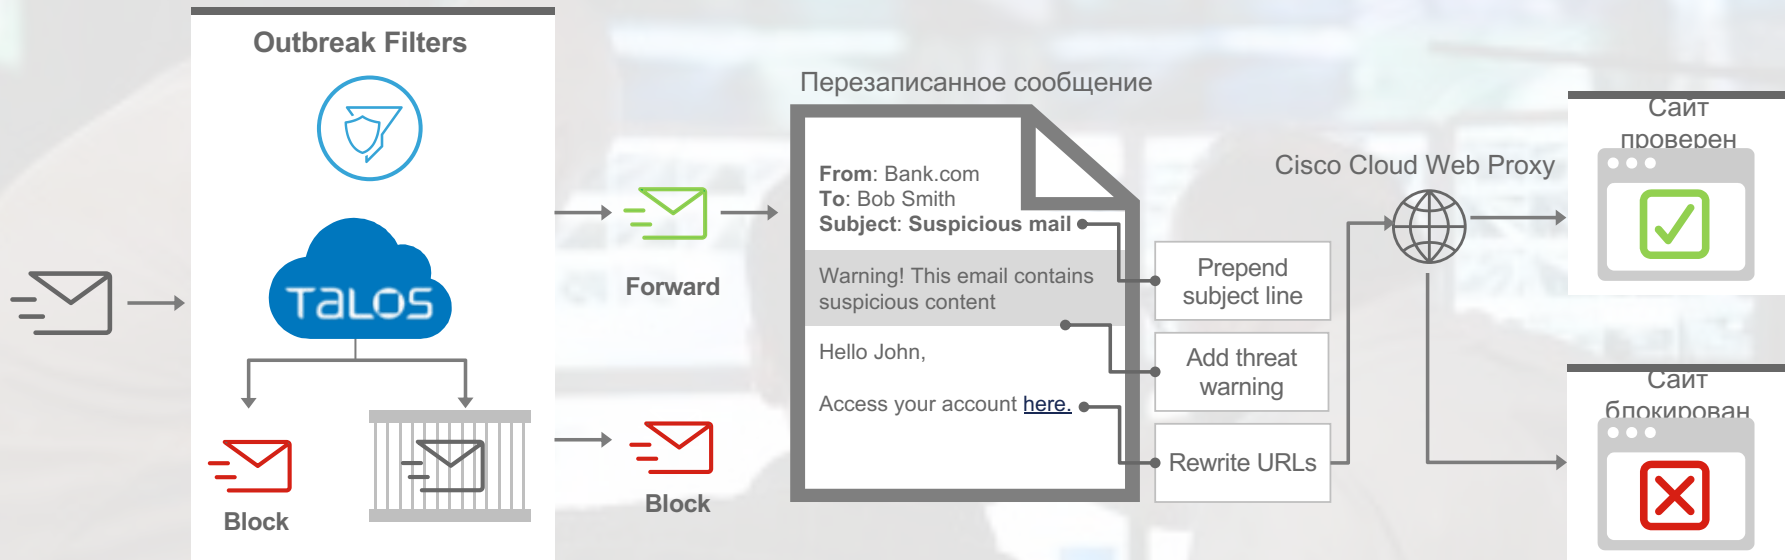 Outbreak Filters
TALOS
Block
Forward
Block
Перезаписанное сообщение
From: Bank.com
To: Bob Smith
Subject: Suspicious mail
Warning! This email contains
suspicious content
Hello John,
Access your account here.
Prepend
subject line
Add threat
warning
Rewrite URLs
Cisco Cloud Web Proxy
Сайт
проверен
Сайт
блокирован